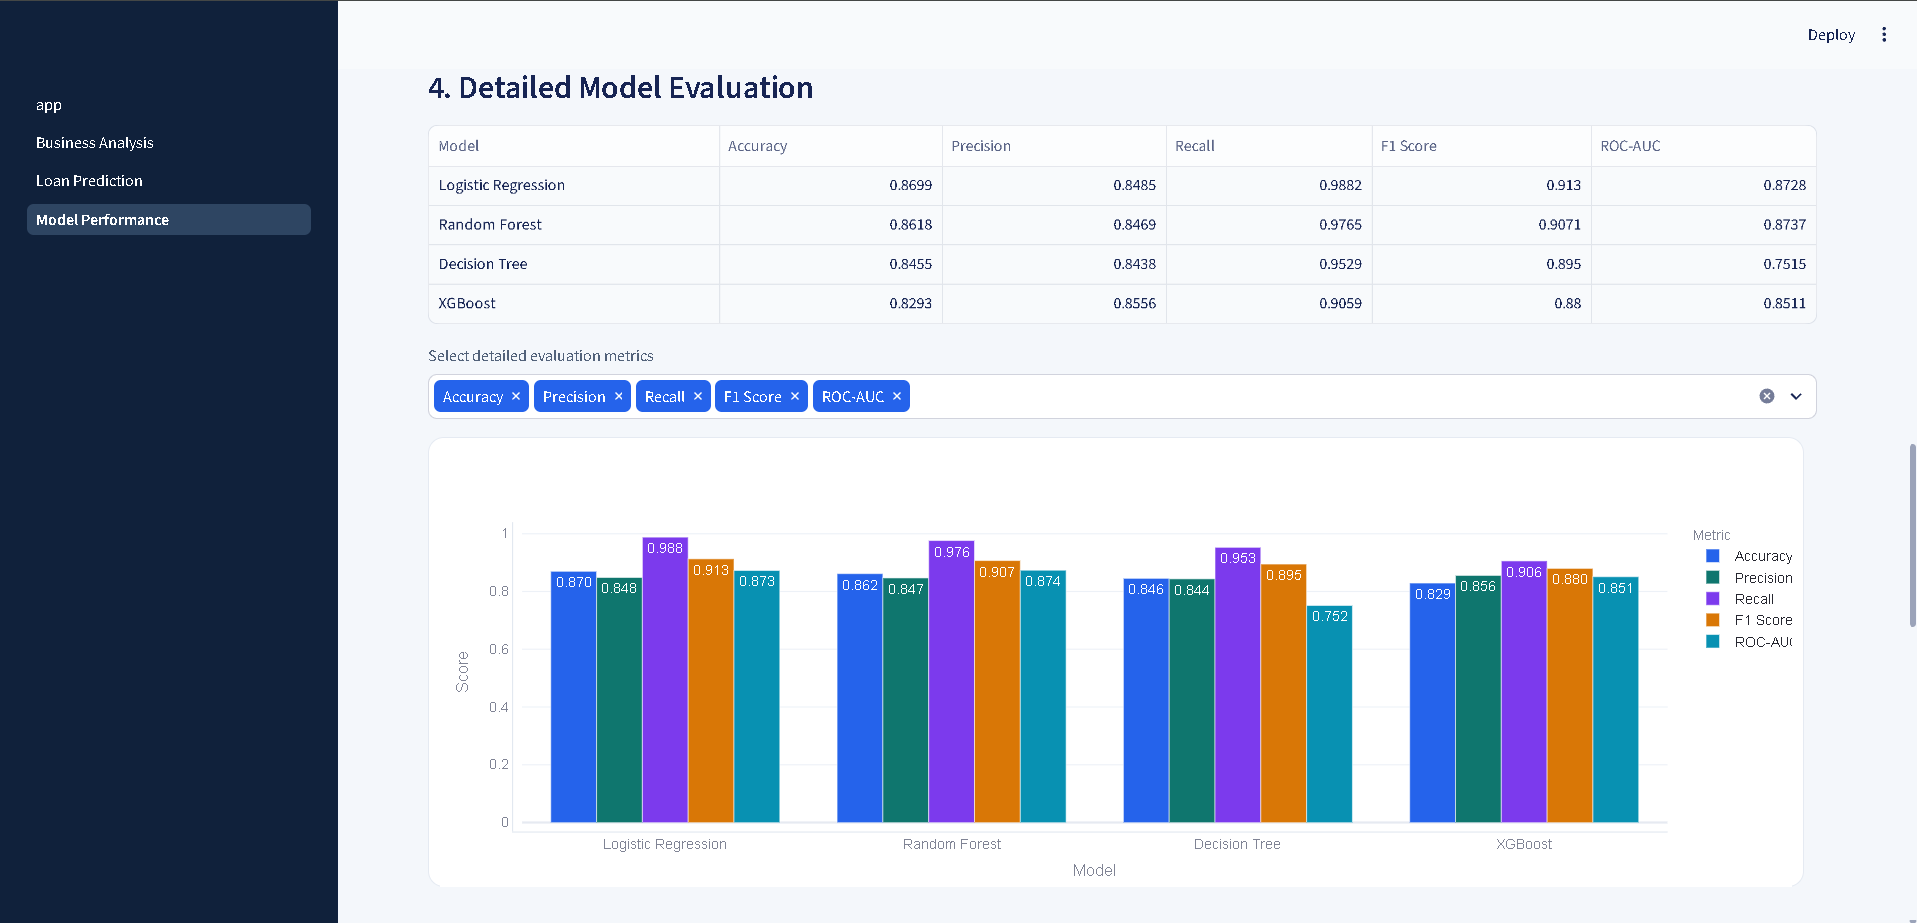 Deploy
app
Business Analysis
Loan Prediction
Model Performance
4. Detailed Model Evaluation
Model Accuracy Precision Recall F1 Score ROC-AUC
Logistic Regression 0.8699 0.8485 0.9882 0.913 0.8728
Random Forest 0.8618 0.8469 0.9765 0.9071 0.8737
Decision Tree 0.8455 0.8438 0.9529 0.895 0.7515
XGBoost 0.8293 0.8556 0.9059 0.88 0.8511
Select detailed evaluation metrics
Accuracy × Precision × Recall × F1 Score × ROC-AUC ×
Score
1
0.8
0.6
0.4
0.2
0
0.870 0.848 0.988 0.913 0.873
0.862 0.847 0.976 0.907 0.874
0.846 0.844 0.953 0.895 0.752
0.829 0.856 0.906 0.880 0.851
Logistic Regression Random Forest Decision Tree XGBoost
Model
Metric
Accuracy
Precision
Recall
F1 Score
ROC-AU